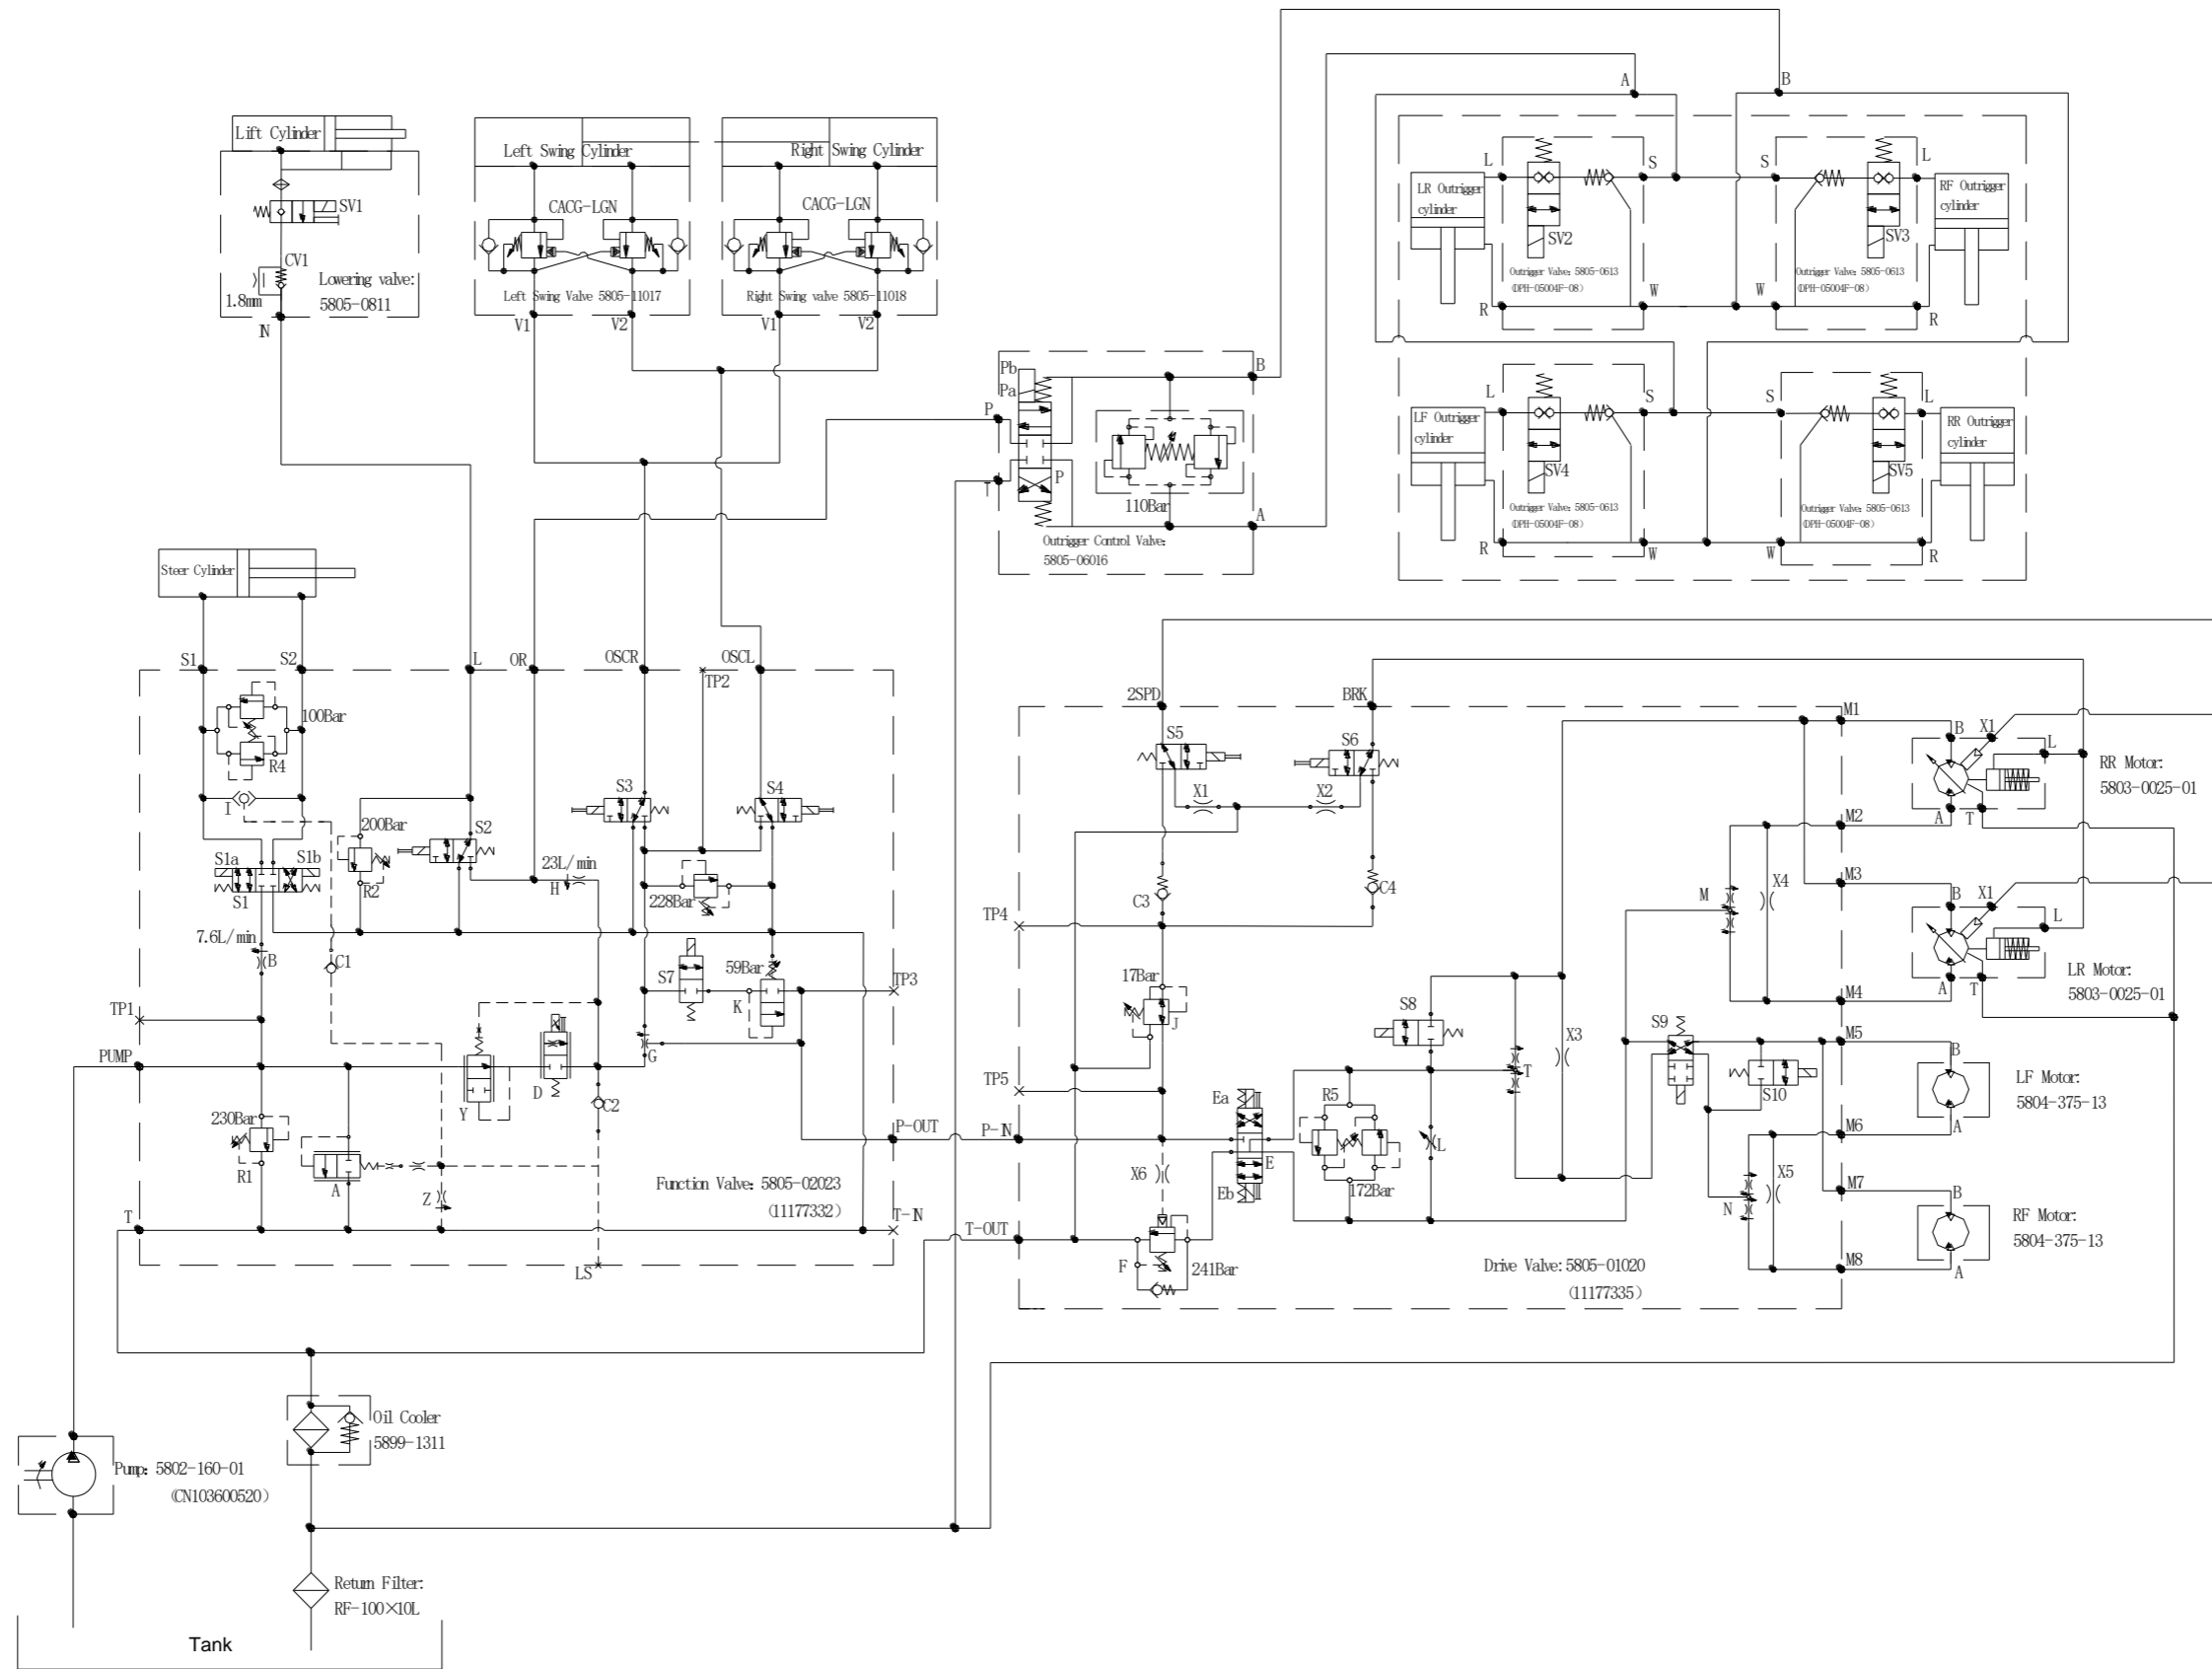 A
B
Lift Cylinder
SV1
CV1
1.8mm
Lowering valve:
5805-0811
IN
Left Swing Cylinder
CACG-LGN
Left Swing Valve 5805-11017
V1
V2
Right Swing Cylinder
CACG-LGN
Right Swing valve 5805-11018
V1
V2
L
S
S
L
LR Outrigger
cylinder
SV2
Outrigger Valve: 5805-0613
(DPH-05004F-08)
R
W
RF Outrigger
cylinder
SV3
Outrigger Valve: 5805-0613
(DPH-05004F-08)
W
R
L
S
S
L
LF Outrigger
cylinder
SV4
Outrigger Valve: 5805-0613
(DPH-05004F-08)
R
W
RR Outrigger
cylinder
SV5
Outrigger Valve: 5805-0613
(DPH-05004F-08)
W
R
Pb
Pa
P
T
P
B
A
110Bar
Outrigger Control Valve:
5805-06016
Steer Cylinder
S1
S2
L
OR
OSCR
TP2
OSCL
100Bar
R4
I
200Bar
R2
S2
S1a
S1b
S1
7.6L/min
B
C1
23L/min
H
S3
S4
228Bar
S7
59Bar
K
TP3
TP1
PUMP
G
Y
D
C2
230Bar
R1
A
Z
T
Function Valve: 5805-02023
(11177332)
P-OUT
T-IN
LS
2SPD
BRK
S5
S6
X1
X2
C3
C4
TP4
17Bar
J
TP5
P-IN
T-OUT
X6
F
241Bar
Ea
E
Eb
R5
172Bar
L
S8
T
X3
S9
S10
M
X4
N
X5
Drive Valve:5805-01020
(11177335)
M1
M2
M3
M4
M5
M6
M7
M8
B
X1
L
A
T
RR Motor:
5803-0025-01
B
X1
L
A
T
LR Motor:
5803-0025-01
B
A
LF Motor:
5804-375-13
B
A
RF Motor:
5804-375-13
Oil Cooler
5899-1311
Pump: 5802-160-01
(CN103600520)
Return Filter:
RF-100×10L
Tank